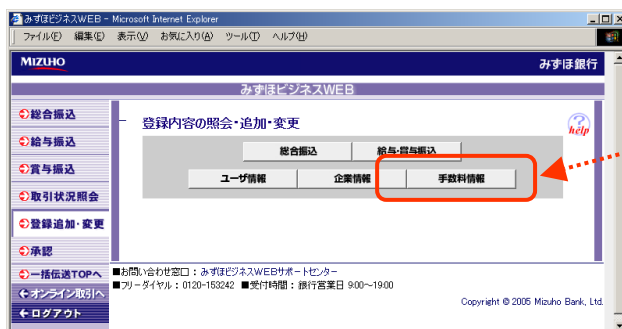 みずほビジネスWEB - Microsoft Internet Explorer
ファイル(F) 編集(E) 表示(V) お気に入り(A) ツール(T) ヘルプ(H)
MIZUHO みずほ銀行
みずほビジネスWEB
総合振込
給与振込
賞与振込
取引状況照会
登録追加・変更
承認
一括伝送TOPへ
オンライン取引へ
ログアウト
登録内容の照会・追加・変更
help
総合振込 給与・賞与振込
ユーザ情報 企業情報 手数料情報
■お問い合わせ窓口：みずほビジネスWEBサポートセンター
■フリーダイヤル：0120-153242 ■受付時間：銀行営業日 9:00～19:00
Copyright © 2005 Mizuho Bank, Ltd.